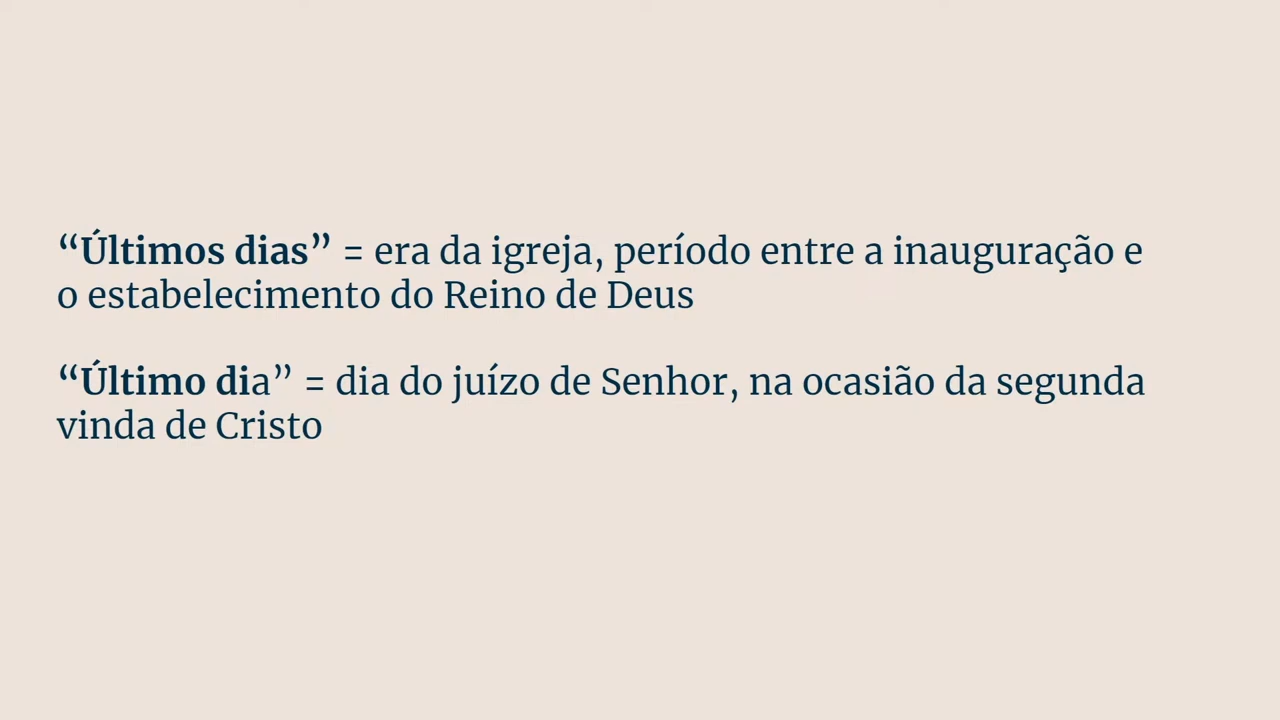 “Últimos dias” = era da igreja, período entre a inauguração e
o estabelecimento do Reino de Deus
“Último dia” = dia do juízo de Senhor, na ocasião da segunda
vinda de Cristo